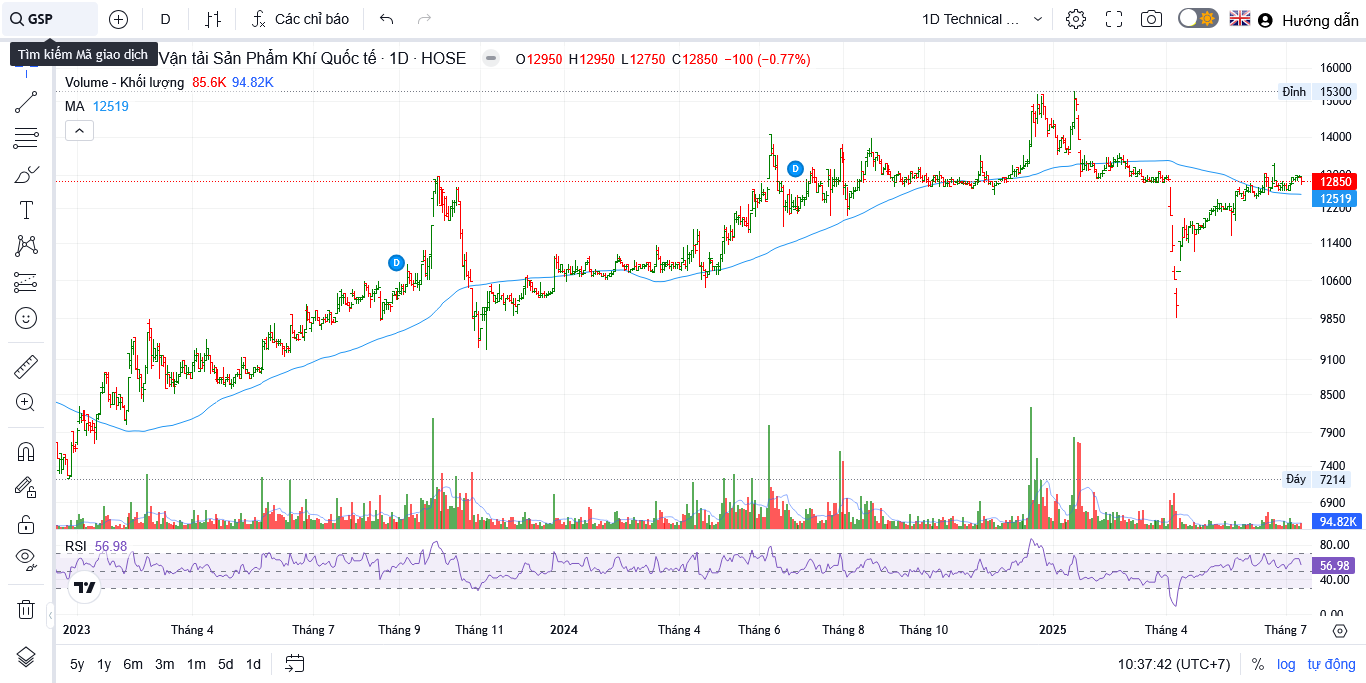 GSP
D
Các chỉ báo
1D Technical ...
Hướng dẫn
Tìm kiếm Mã giao dịch
Vận tải Sản Phẩm Khí Quốc tế · 1D · HOSE
O12950 H12950 L12750 C12850 −100 (−0.77%)
Volume - Khối lượng 85.6K 94.82K
MA 12519
16000
Đỉnh 15300
15000
14000
12850
12519
12200
11400
10600
9850
9100
8500
7900
7400
Đáy 7214
6900
94.82K
D
D
RSI 56.98
80.00
56.98
40.00
0.00
2023 Tháng 4 Tháng 7 Tháng 9 Tháng 11 2024 Tháng 4 Tháng 6 Tháng 8 Tháng 10 2025 Tháng 4 Tháng 7
5y 1y 6m 3m 1m 5d 1d
10:37:42 (UTC+7) % log tự động